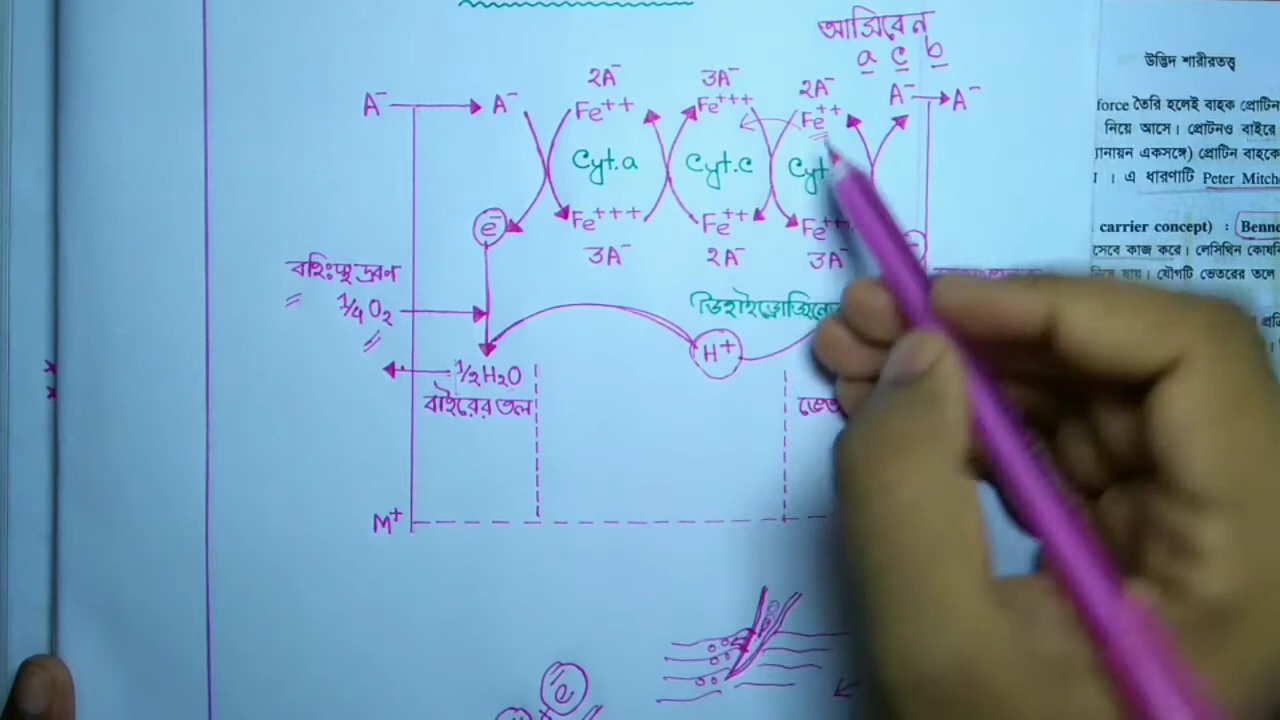 আসিবেন
a c b
উদ্ভিদ শারীরতত্ত্ব
2A⁻ 3A⁻ 2A⁻
A⁻ A⁻ Fe⁺⁺ Fe⁺⁺⁺ Fe⁺⁺ A⁻ A⁻
force তৈরি হলেই বাহক প্রোটিন
নিয়ে আসে। প্রোটনও বাইরে
একসঙ্গে) প্রোটিন বাহকে
Cyt.a Cyt.c Cyt.
। এ ধারণাটি Peter Mitch
e⁻ Fe⁺⁺⁺ Fe⁺⁺ Fe⁺⁺
carrier concept) : Benne
3A⁻ 2A⁻ 3A⁻
সেবে কাজ করে। লেসিথিন কোষ
বহিঃস্থ দ্রবণ
যায়। যৌগটি ভেতরের তলে
1/4O₂
H⁺
1/2H₂O
বাইরের তল
M⁺
e